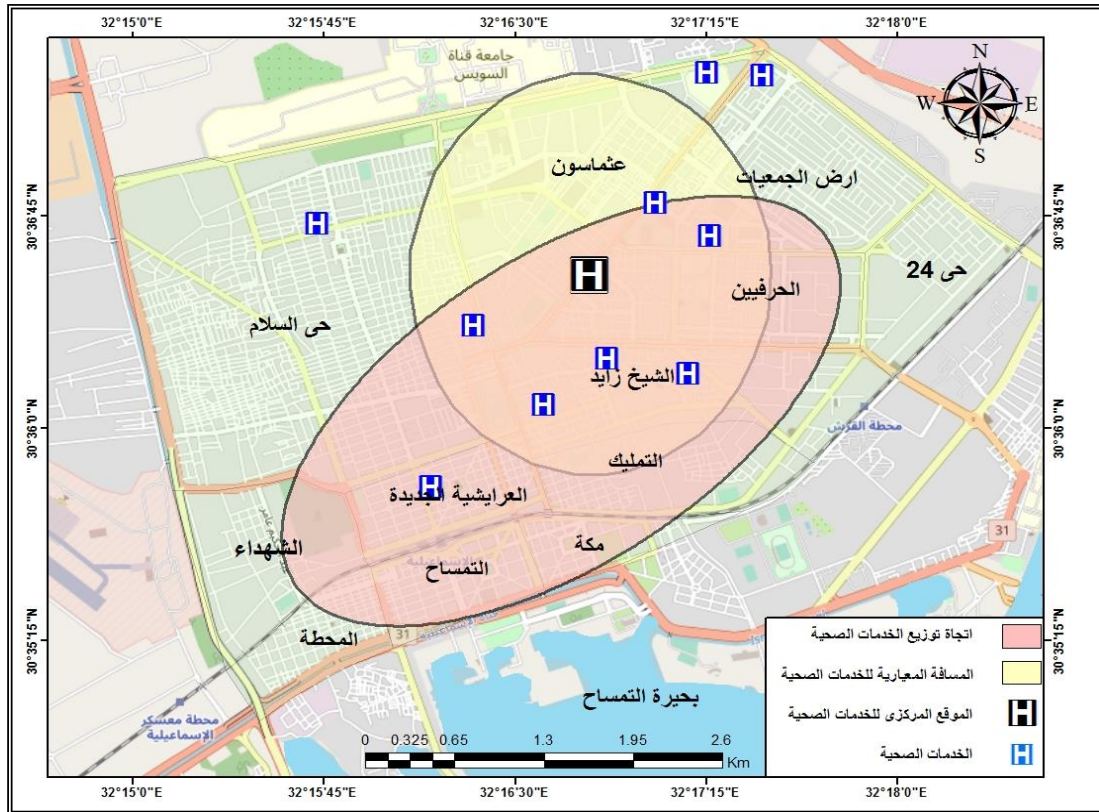 32°15'0"E 32°15'45"E 32°16'30"E 32°17'15"E 32°18'0"E
جامعة قناة
السويس
N
W E
S
عثماسون
ارض الجمعيات
30°36'45"N 30°36'45"N
حى 24
الحرفيين
حى السلام
الشيخ زايد
محطة القرش
30°36'0"N 30°36'0"N
التمليك
العرايشية الجديدة
31
مكة
الشهداء
التمساح
31
المحطة
30°35'15"N 30°35'15"N
اتجاة توزيع الخدمات الصحية
المسافة المعيارية للخدمات الصحية
الموقع المركزى للخدمات الصحية
الخدمات الصحية
بحيرة التمساح
محطة معسكر
الإسماعيلية
0 0.325 0.65 1.3 1.95 2.6
Km
32°15'0"E 32°15'45"E 32°16'30"E 32°17'15"E 32°18'0"E